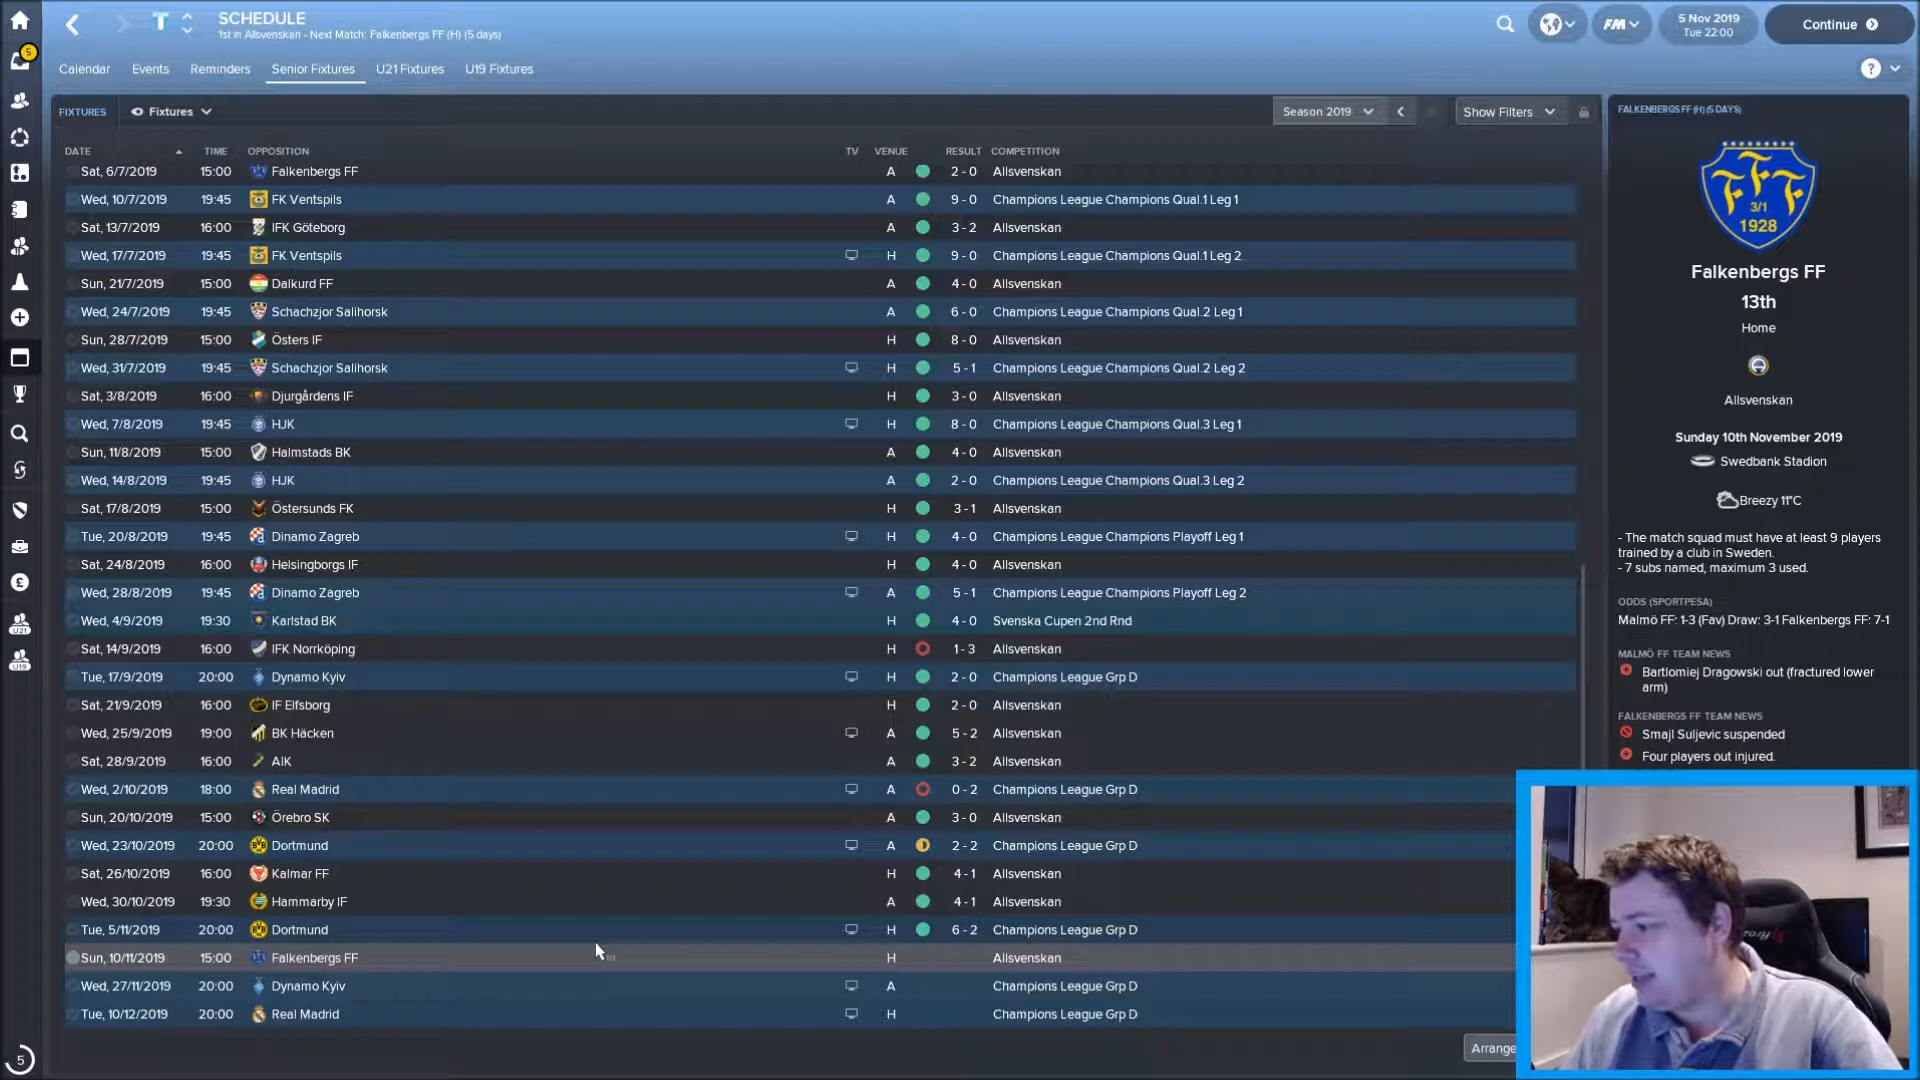 SCHEDULE
1st in Allsvenskan - Next Match: Falkenbergs FF (H) (5 days)
FM
5 Nov 2019
Tue 22:00
Continue
5
Calendar Events Reminders Senior Fixtures U21 Fixtures U19 Fixtures
?
FIXTURES Fixtures Season 2019 Show Filters
DATE TIME OPPOSITION TV VENUE RESULT COMPETITION
Sat, 6/7/2019 15:00 Falkenbergs FF A 2 - 0 Allsvenskan
Wed, 10/7/2019 19:45 FK Ventspils A 9 - 0 Champions League Champions Qual.1 Leg 1
Sat, 13/7/2019 16:00 IFK Göteborg A 3 - 2 Allsvenskan
Wed, 17/7/2019 19:45 FK Ventspils H 9 - 0 Champions League Champions Qual.1 Leg 2
Sun, 21/7/2019 15:00 Dalkurd FF A 4 - 0 Allsvenskan
Wed, 24/7/2019 19:45 Schachzjor Salihorsk A 6 - 0 Champions League Champions Qual.2 Leg 1
Sun, 28/7/2019 15:00 Östers IF H 8 - 0 Allsvenskan
Wed, 31/7/2019 19:45 Schachzjor Salihorsk H 5 - 1 Champions League Champions Qual.2 Leg 2
Sat, 3/8/2019 16:00 Djurgårdens IF H 3 - 0 Allsvenskan
Wed, 7/8/2019 19:45 HJK H 8 - 0 Champions League Champions Qual.3 Leg 1
Sun, 11/8/2019 15:00 Halmstads BK A 4 - 0 Allsvenskan
Wed, 14/8/2019 19:45 HJK A 2 - 0 Champions League Champions Qual.3 Leg 2
Sat, 17/8/2019 15:00 Östersunds FK H 3 - 1 Allsvenskan
Tue, 20/8/2019 19:45 Dinamo Zagreb H 4 - 0 Champions League Champions Playoff Leg 1
Sat, 24/8/2019 16:00 Helsingborgs IF H 4 - 0 Allsvenskan
Wed, 28/8/2019 19:45 Dinamo Zagreb A 5 - 1 Champions League Champions Playoff Leg 2
Wed, 4/9/2019 19:30 Karlstad BK H 4 - 0 Svenska Cupen 2nd Rnd
Sat, 14/9/2019 16:00 IFK Norrköping H 1 - 3 Allsvenskan
Tue, 17/9/2019 20:00 Dynamo Kyiv H 2 - 0 Champions League Grp D
Sat, 21/9/2019 16:00 IF Elfsborg H 2 - 0 Allsvenskan
Wed, 25/9/2019 19:00 BK Häcken A 5 - 2 Allsvenskan
Sat, 28/9/2019 16:00 AIK A 3 - 2 Allsvenskan
Wed, 2/10/2019 18:00 Real Madrid A 0 - 2 Champions League Grp D
Sun, 20/10/2019 15:00 Örebro SK A 3 - 0 Allsvenskan
Wed, 23/10/2019 20:00 Dortmund A 2 - 2 Champions League Grp D
Sat, 26/10/2019 16:00 Kalmar FF H 4 - 1 Allsvenskan
Wed, 30/10/2019 19:30 Hammarby IF A 4 - 1 Allsvenskan
Tue, 5/11/2019 20:00 Dortmund H 6 - 2 Champions League Grp D
Sun, 10/11/2019 15:00 Falkenbergs FF H Allsvenskan
Wed, 27/11/2019 20:00 Dynamo Kyiv A Champions League Grp D
Tue, 10/12/2019 20:00 Real Madrid H Champions League Grp D
Arrange
U21
U19
5
FALKENBERGS FF (H) (5 DAYS)
FFF
3/1
1928
Falkenbergs FF
13th
Home
Allsvenskan
Sunday 10th November 2019
Swedbank Stadion
Breezy 11°C
- The match squad must have at least 9 players
trained by a club in Sweden.
- 7 subs named, maximum 3 used.
ODDS (SPORTPESA)
Malmö FF: 1-3 (Fav) Draw: 3-1 Falkenbergs FF: 7-1
MALMÖ FF TEAM NEWS
Bartlomiej Dragowski out (fractured lower
arm)
FALKENBERGS FF TEAM NEWS
Smajl Suljevic suspended
Four players out injured.